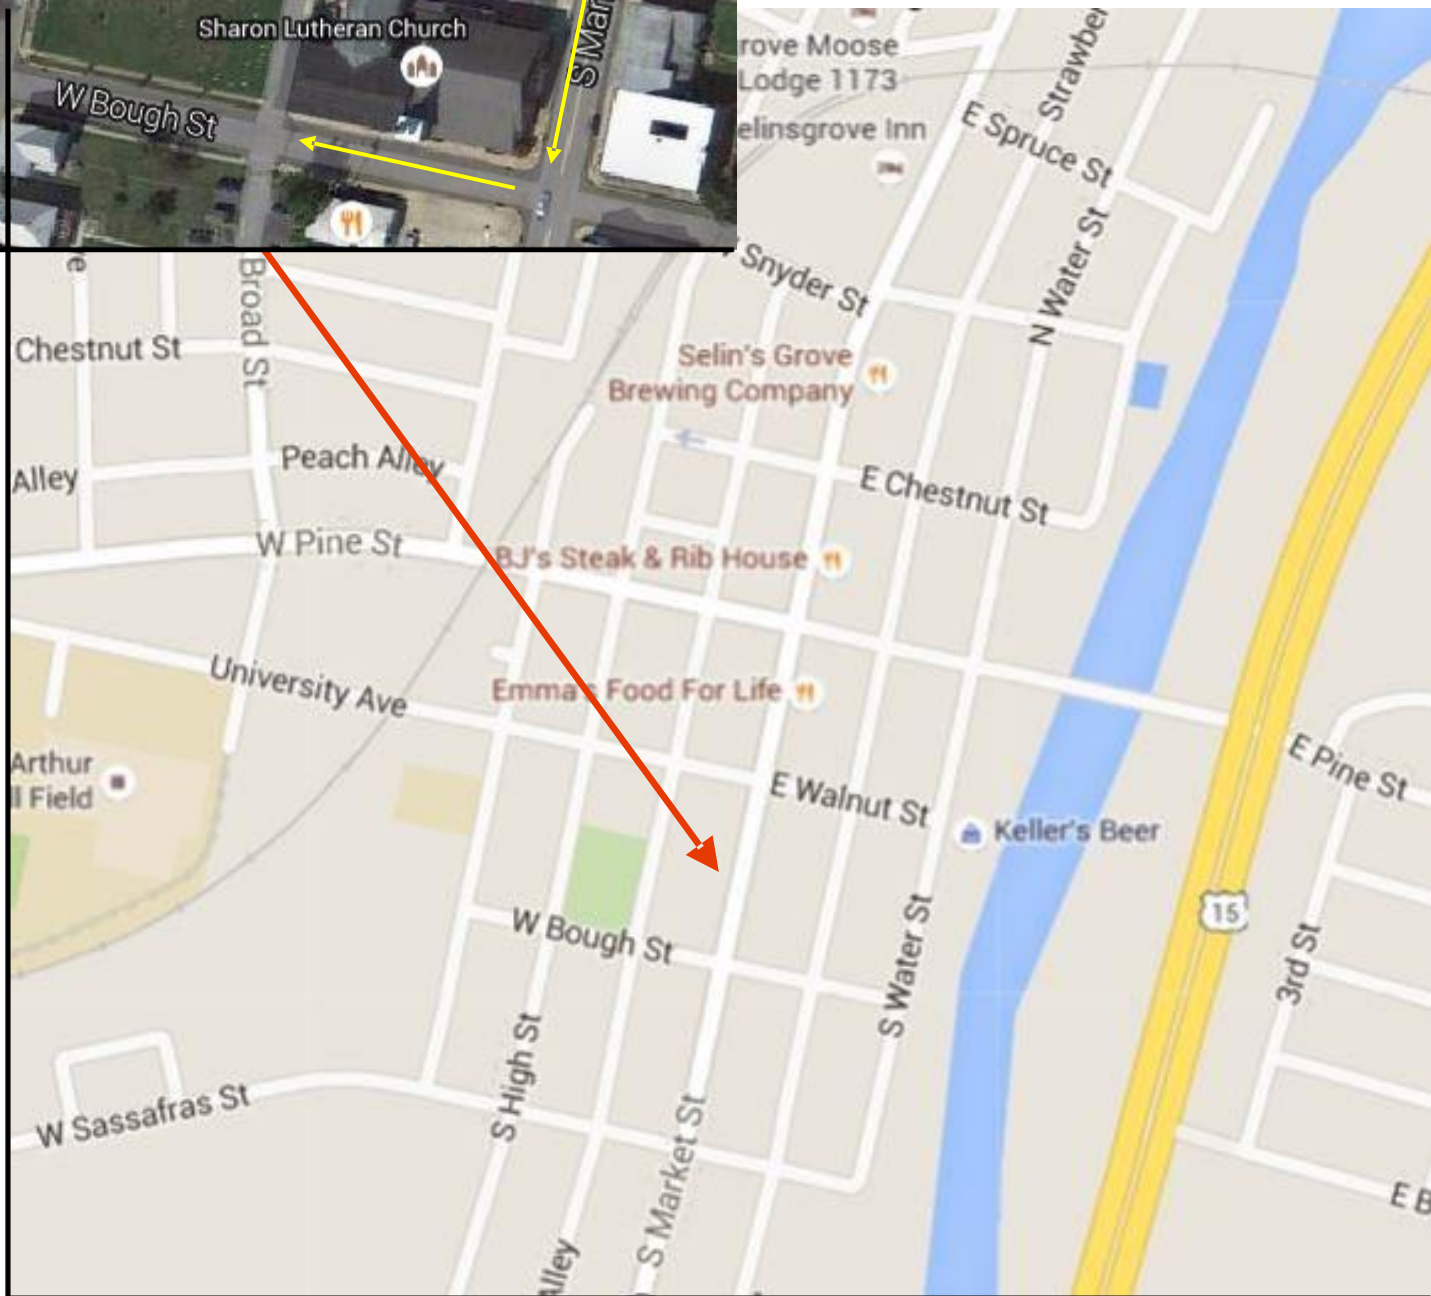 Sharon Lutheran Church
S Mar
W Bough St
rove Moose
Lodge 1173
elinsgrove Inn
Strawber
E Spruce St
N Water St
Snyder St
Broad St
Chestnut St
Selin's Grove
Brewing Company
Peach Alley
Alley
E Chestnut St
W Pine St
BJ's Steak & Rib House
University Ave
Emma's Food For Life
E Pine St
Arthur
ll Field
E Walnut St
Keller's Beer
15
W Bough St
S Water St
3rd St
S High St
W Sassafras St
S Market St
E B
Alley